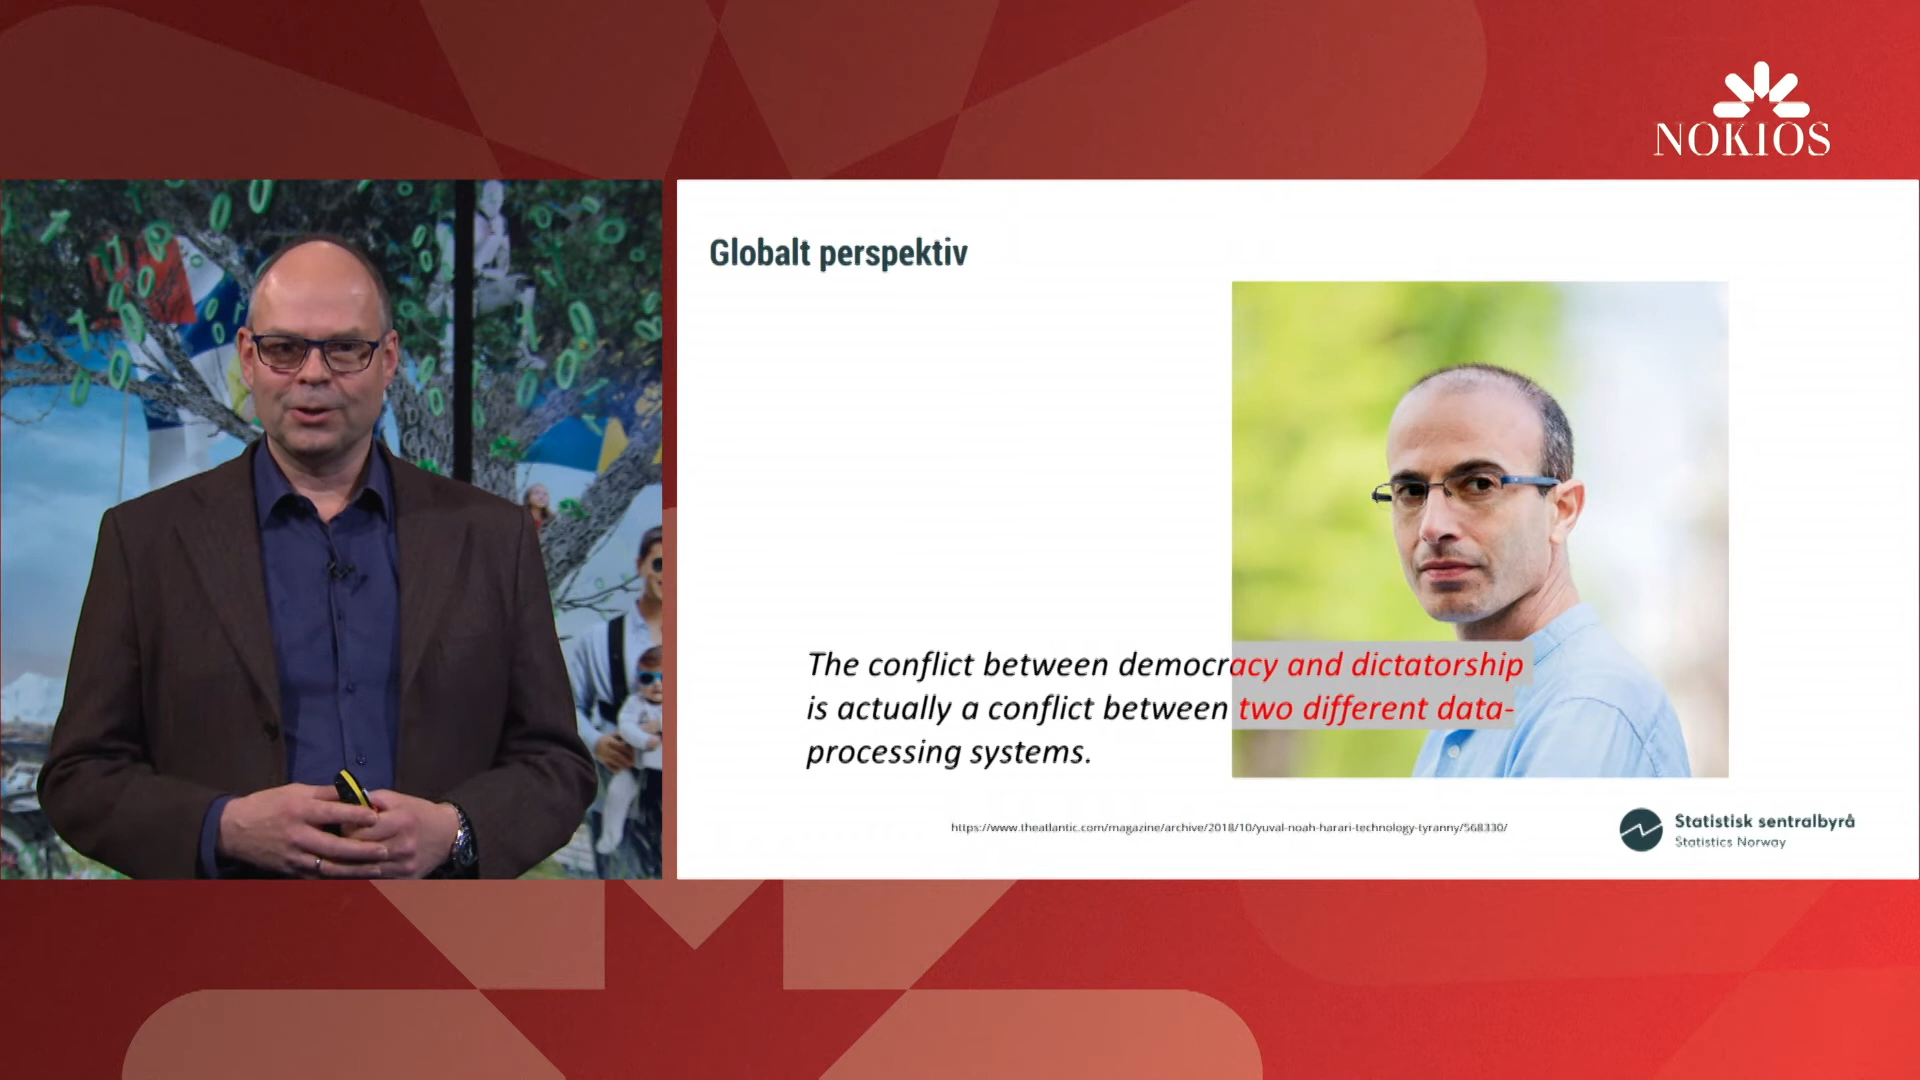 NOKIOS
Globalt perspektiv
The conflict between democracy and dictatorship
is actually a conflict between two different data-
processing systems.
https://www.theatlantic.com/magazine/archive/2018/10/yuval-noah-harari-technology-tyranny/568330/
Statistisk sentralbyrå
Statistics Norway